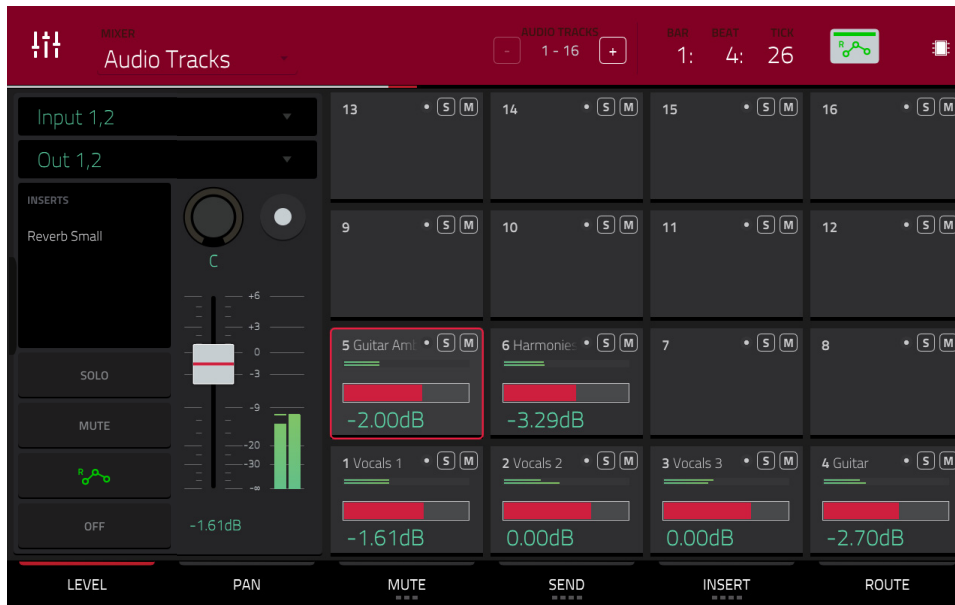 MIXER
Audio Tracks
AUDIO TRACKS
- 1 - 16 +
BAR BEAT TICK
1: 4: 26
R
Input 1,2
Out 1,2
INSERTS
Reverb Small
C
+6
+3
0
-3
-9
-20
-30
-∞
SOLO
MUTE
R
OFF
-1.61dB
13 S M
14 S M
15 S M
16 S M
9 S M
10 S M
11 S M
12 S M
5 Guitar Am S M
-2.00dB
6 Harmonies S M
-3.29dB
7 S M
8 S M
1 Vocals 1 S M
-1.61dB
2 Vocals 2 S M
0.00dB
3 Vocals 3 S M
0.00dB
4 Guitar S M
-2.70dB
LEVEL
PAN
MUTE
SEND
INSERT
ROUTE